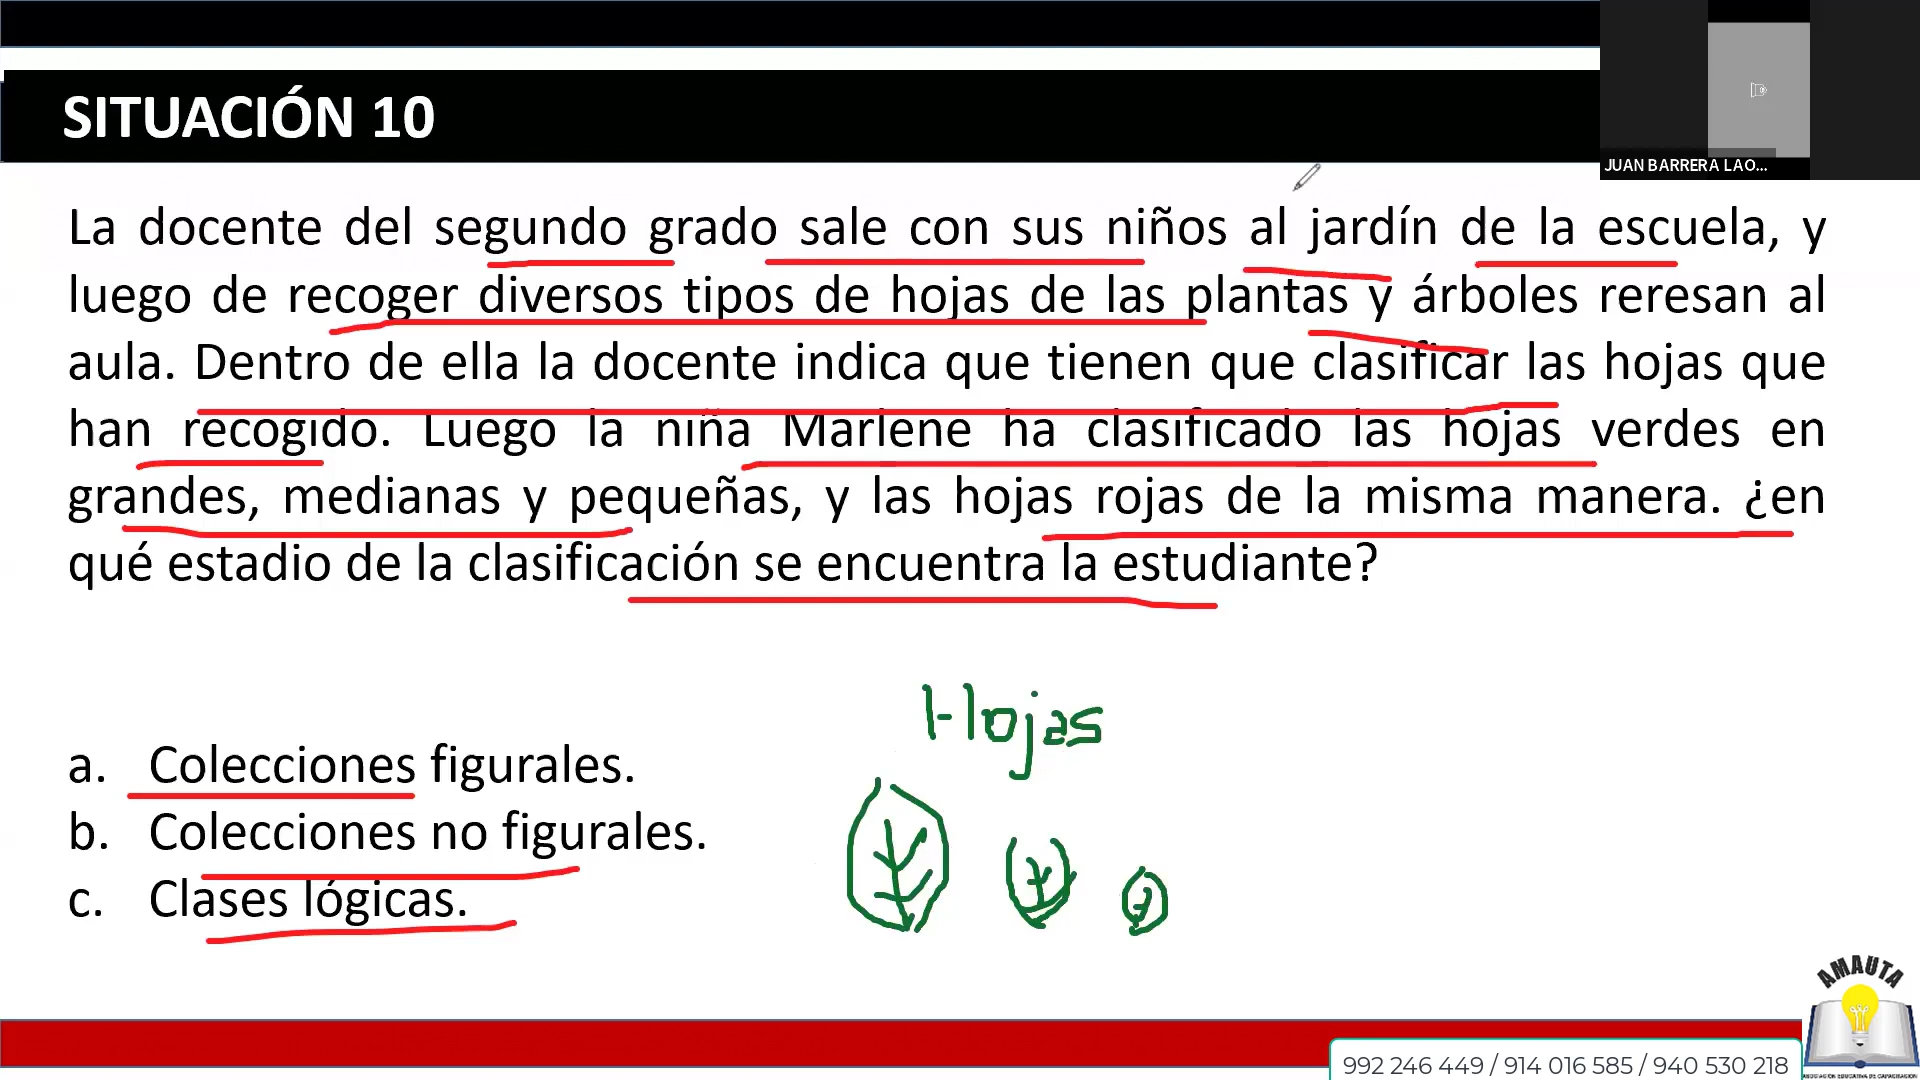 SITUACIÓN 10
JUAN BARRERA LAO...
La docente del segundo grado sale con sus niños al jardín de la escuela, y
luego de recoger diversos tipos de hojas de las plantas y árboles reresan al
aula. Dentro de ella la docente indica que tienen que clasificar las hojas que
han recogido. Luego la niña Marlene ha clasificado las hojas verdes en
grandes, medianas y pequeñas, y las hojas rojas de la misma manera. ¿en
qué estadio de la clasificación se encuentra la estudiante?
Hojas
a. Colecciones figurales.
b. Colecciones no figurales.
c. Clases lógicas.
AMAUTA
ASOCIACIÓN EDUCATIVA DE CAPACITACIÓN
992 246 449 / 914 016 585 / 940 530 218